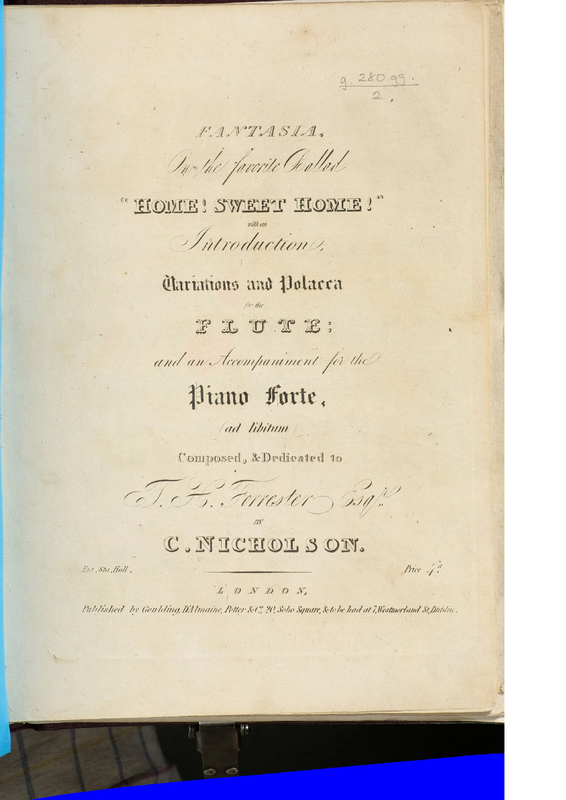 g. 280.gg.
2.
FANTASIA,
On the favorite Ballad
"HOME! SWEET HOME!"
with an
Introduction,
Variations and Polacca
for the
FLUTE;
and an Accompaniment for the
Piano Forte,
(ad libitum)
Composed, & Dedicated to
T. H. Forrester Esqr.
BY
C. NICHOLSON.
Ent. Sta. Hall.
Price 4s
LONDON,
Published by Goulding, D'Almaine, Potter & Co. 20, Soho Square, & to be had at 7, Westmorland St, Dublin.